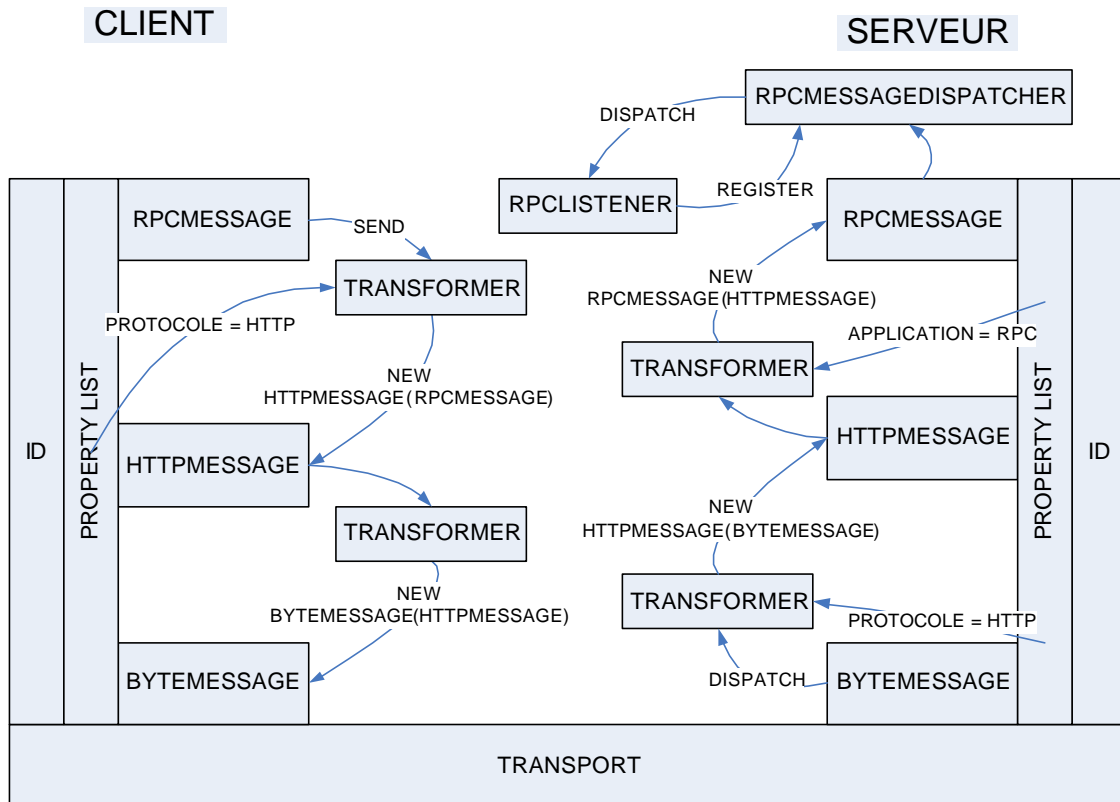 CLIENT
SERVEUR
RPCMESSAGEDISPATCHER
DISPATCH
RPCLISTENER
REGISTER
RPCMESSAGE
SEND
TRANSFORMER
PROTOCOLE = HTTP
NEW
HTTPMESSAGE(RPCMESSAGE)
ID
PROPERTY LIST
HTTPMESSAGE
TRANSFORMER
NEW
BYTEMESSAGE(HTTPMESSAGE)
BYTEMESSAGE
RPCMESSAGE
NEW
RPCMESSAGE(HTTPMESSAGE)
APPLICATION = RPC
TRANSFORMER
HTTPMESSAGE
PROPERTY LIST
ID
NEW
HTTPMESSAGE(BYTEMESSAGE)
TRANSFORMER
PROTOCOLE = HTTP
DISPATCH
BYTEMESSAGE
TRANSPORT